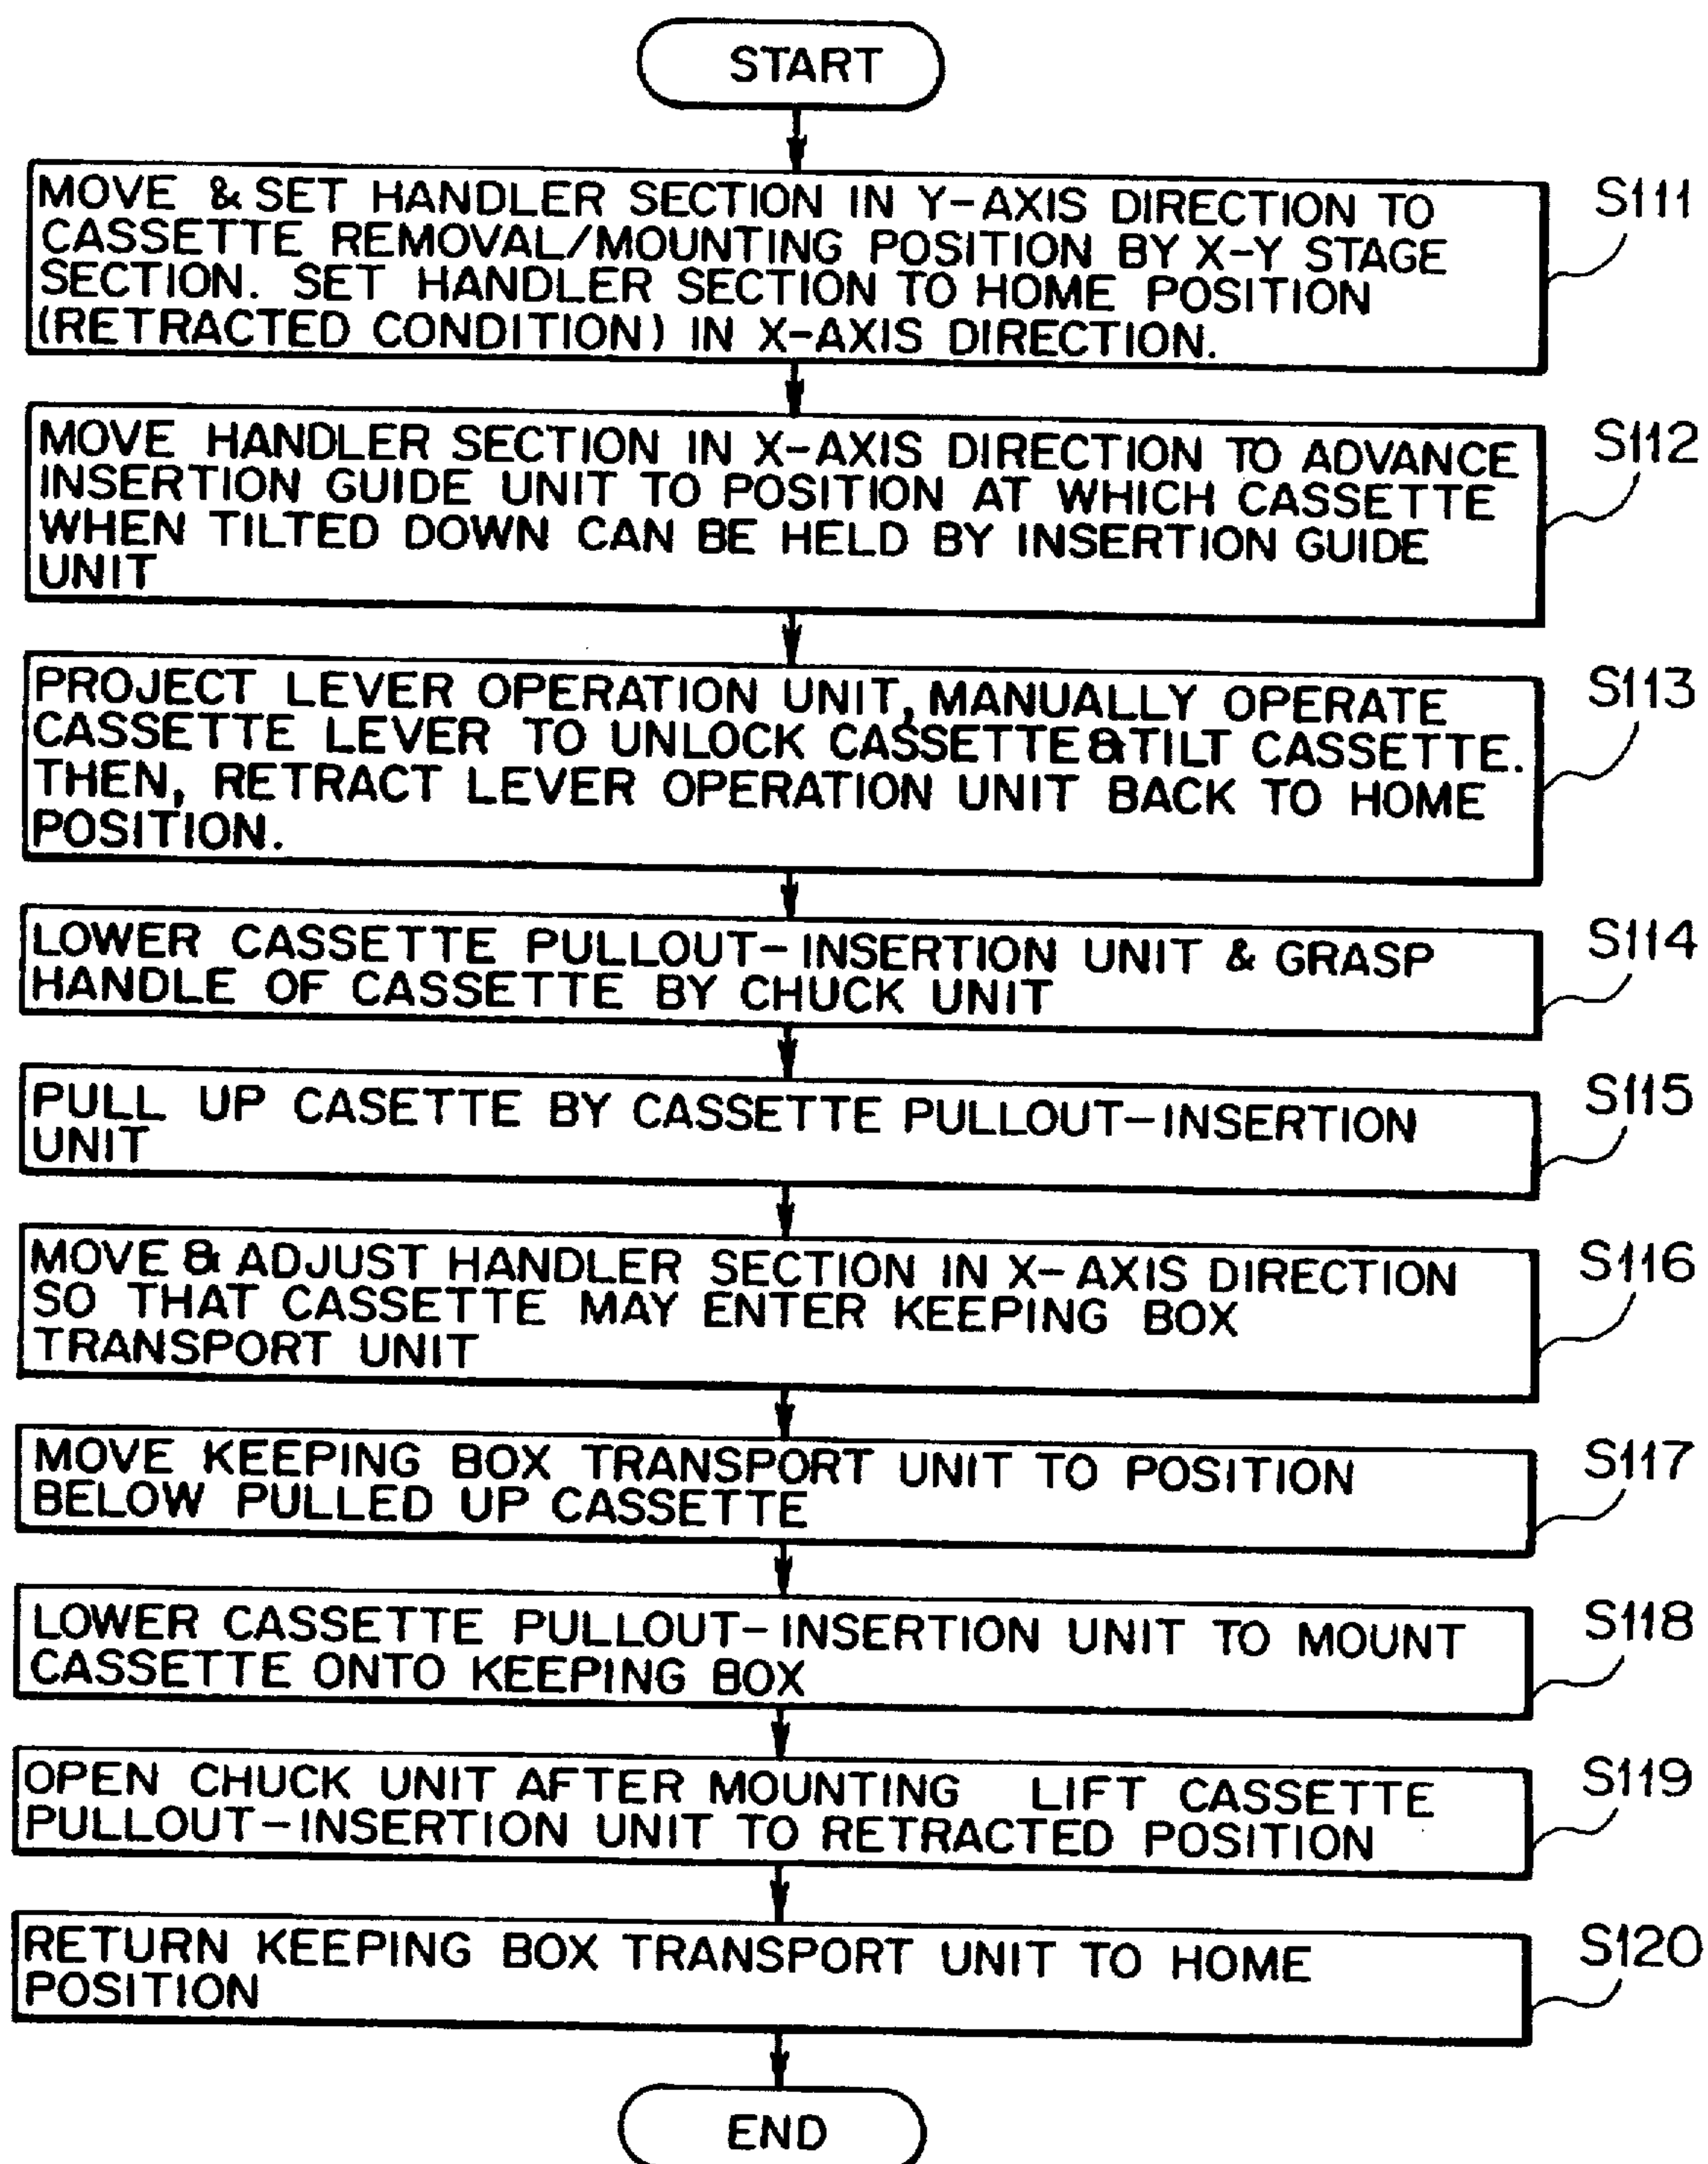 START
MOVE & SET HANDLER SECTION IN Y-AXIS DIRECTION TO
CASSETTE REMOVAL/MOUNTING POSITION BY X-Y STAGE
SECTION. SET HANDLER SECTION TO HOME POSITION
(RETRACTED CONDITION) IN X-AXIS DIRECTION.
S111
MOVE HANDLER SECTION IN X-AXIS DIRECTION TO ADVANCE
INSERTION GUIDE UNIT TO POSITION AT WHICH CASSETTE
WHEN TILTED DOWN CAN BE HELD BY INSERTION GUIDE
UNIT
S112
PROJECT LEVER OPERATION UNIT, MANUALLY OPERATE
CASSETTE LEVER TO UNLOCK CASSETTE & TILT CASSETTE.
THEN, RETRACT LEVER OPERATION UNIT BACK TO HOME
POSITION.
S113
LOWER CASSETTE PULLOUT-INSERTION UNIT & GRASP
HANDLE OF CASSETTE BY CHUCK UNIT
S114
PULL UP CASETTE BY CASSETTE PULLOUT-INSERTION
UNIT
S115
MOVE & ADJUST HANDLER SECTION IN X-AXIS DIRECTION
SO THAT CASSETTE MAY ENTER KEEPING BOX
TRANSPORT UNIT
S116
MOVE KEEPING BOX TRANSPORT UNIT TO POSITION
BELOW PULLED UP CASSETTE
S117
LOWER CASSETTE PULLOUT-INSERTION UNIT TO MOUNT
CASSETTE ONTO KEEPING BOX
S118
OPEN CHUCK UNIT AFTER MOUNTING LIFT CASSETTE
PULLOUT-INSERTION UNIT TO RETRACTED POSITION
S119
RETURN KEEPING BOX TRANSPORT UNIT TO HOME
POSITION
S120
END